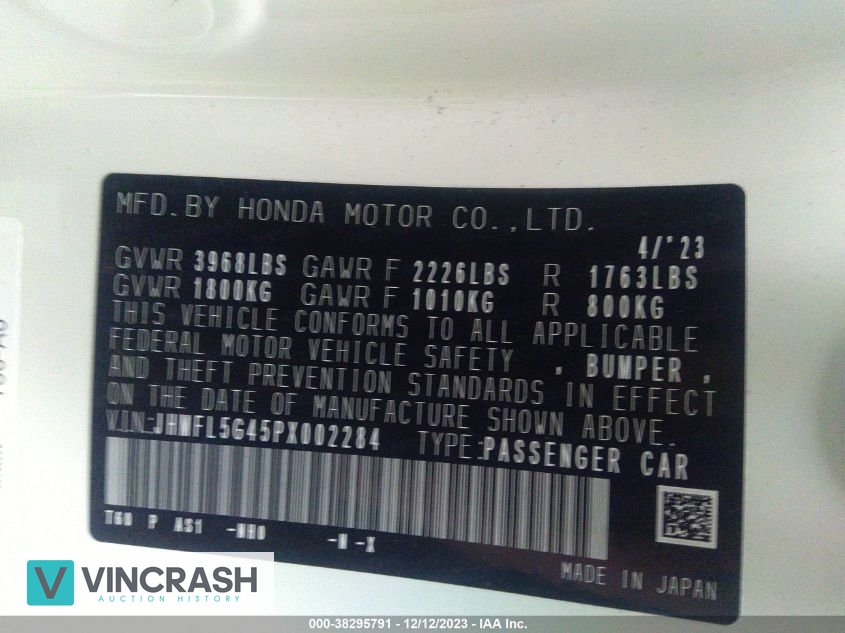 MFD.BY HONDA MOTOR CO.,LTD.
4/'23
GVWR 3968LBS GAWR F 2226LBS R 1763LBS
GVWR 1800KG GAWR F 1010KG R 800KG
THIS VEHICLE CONFORMS TO ALL APPLICABLE
FEDERAL MOTOR VEHICLE SAFETY , BUMPER ,
AND THEFT PREVENTION STANDARDS IN EFFECT
ON THE DATE OF MANUFACTURE SHOWN ABOVE.
V.I.N.:JHMFL5G45PX002284 TYPE:PASSENGER CAR
T60 P AS1 -NHO -N -X
MADE IN JAPAN
VINCRASH
AUCTION HISTORY
000-38295791 - 12/12/2023 - IAA Inc.